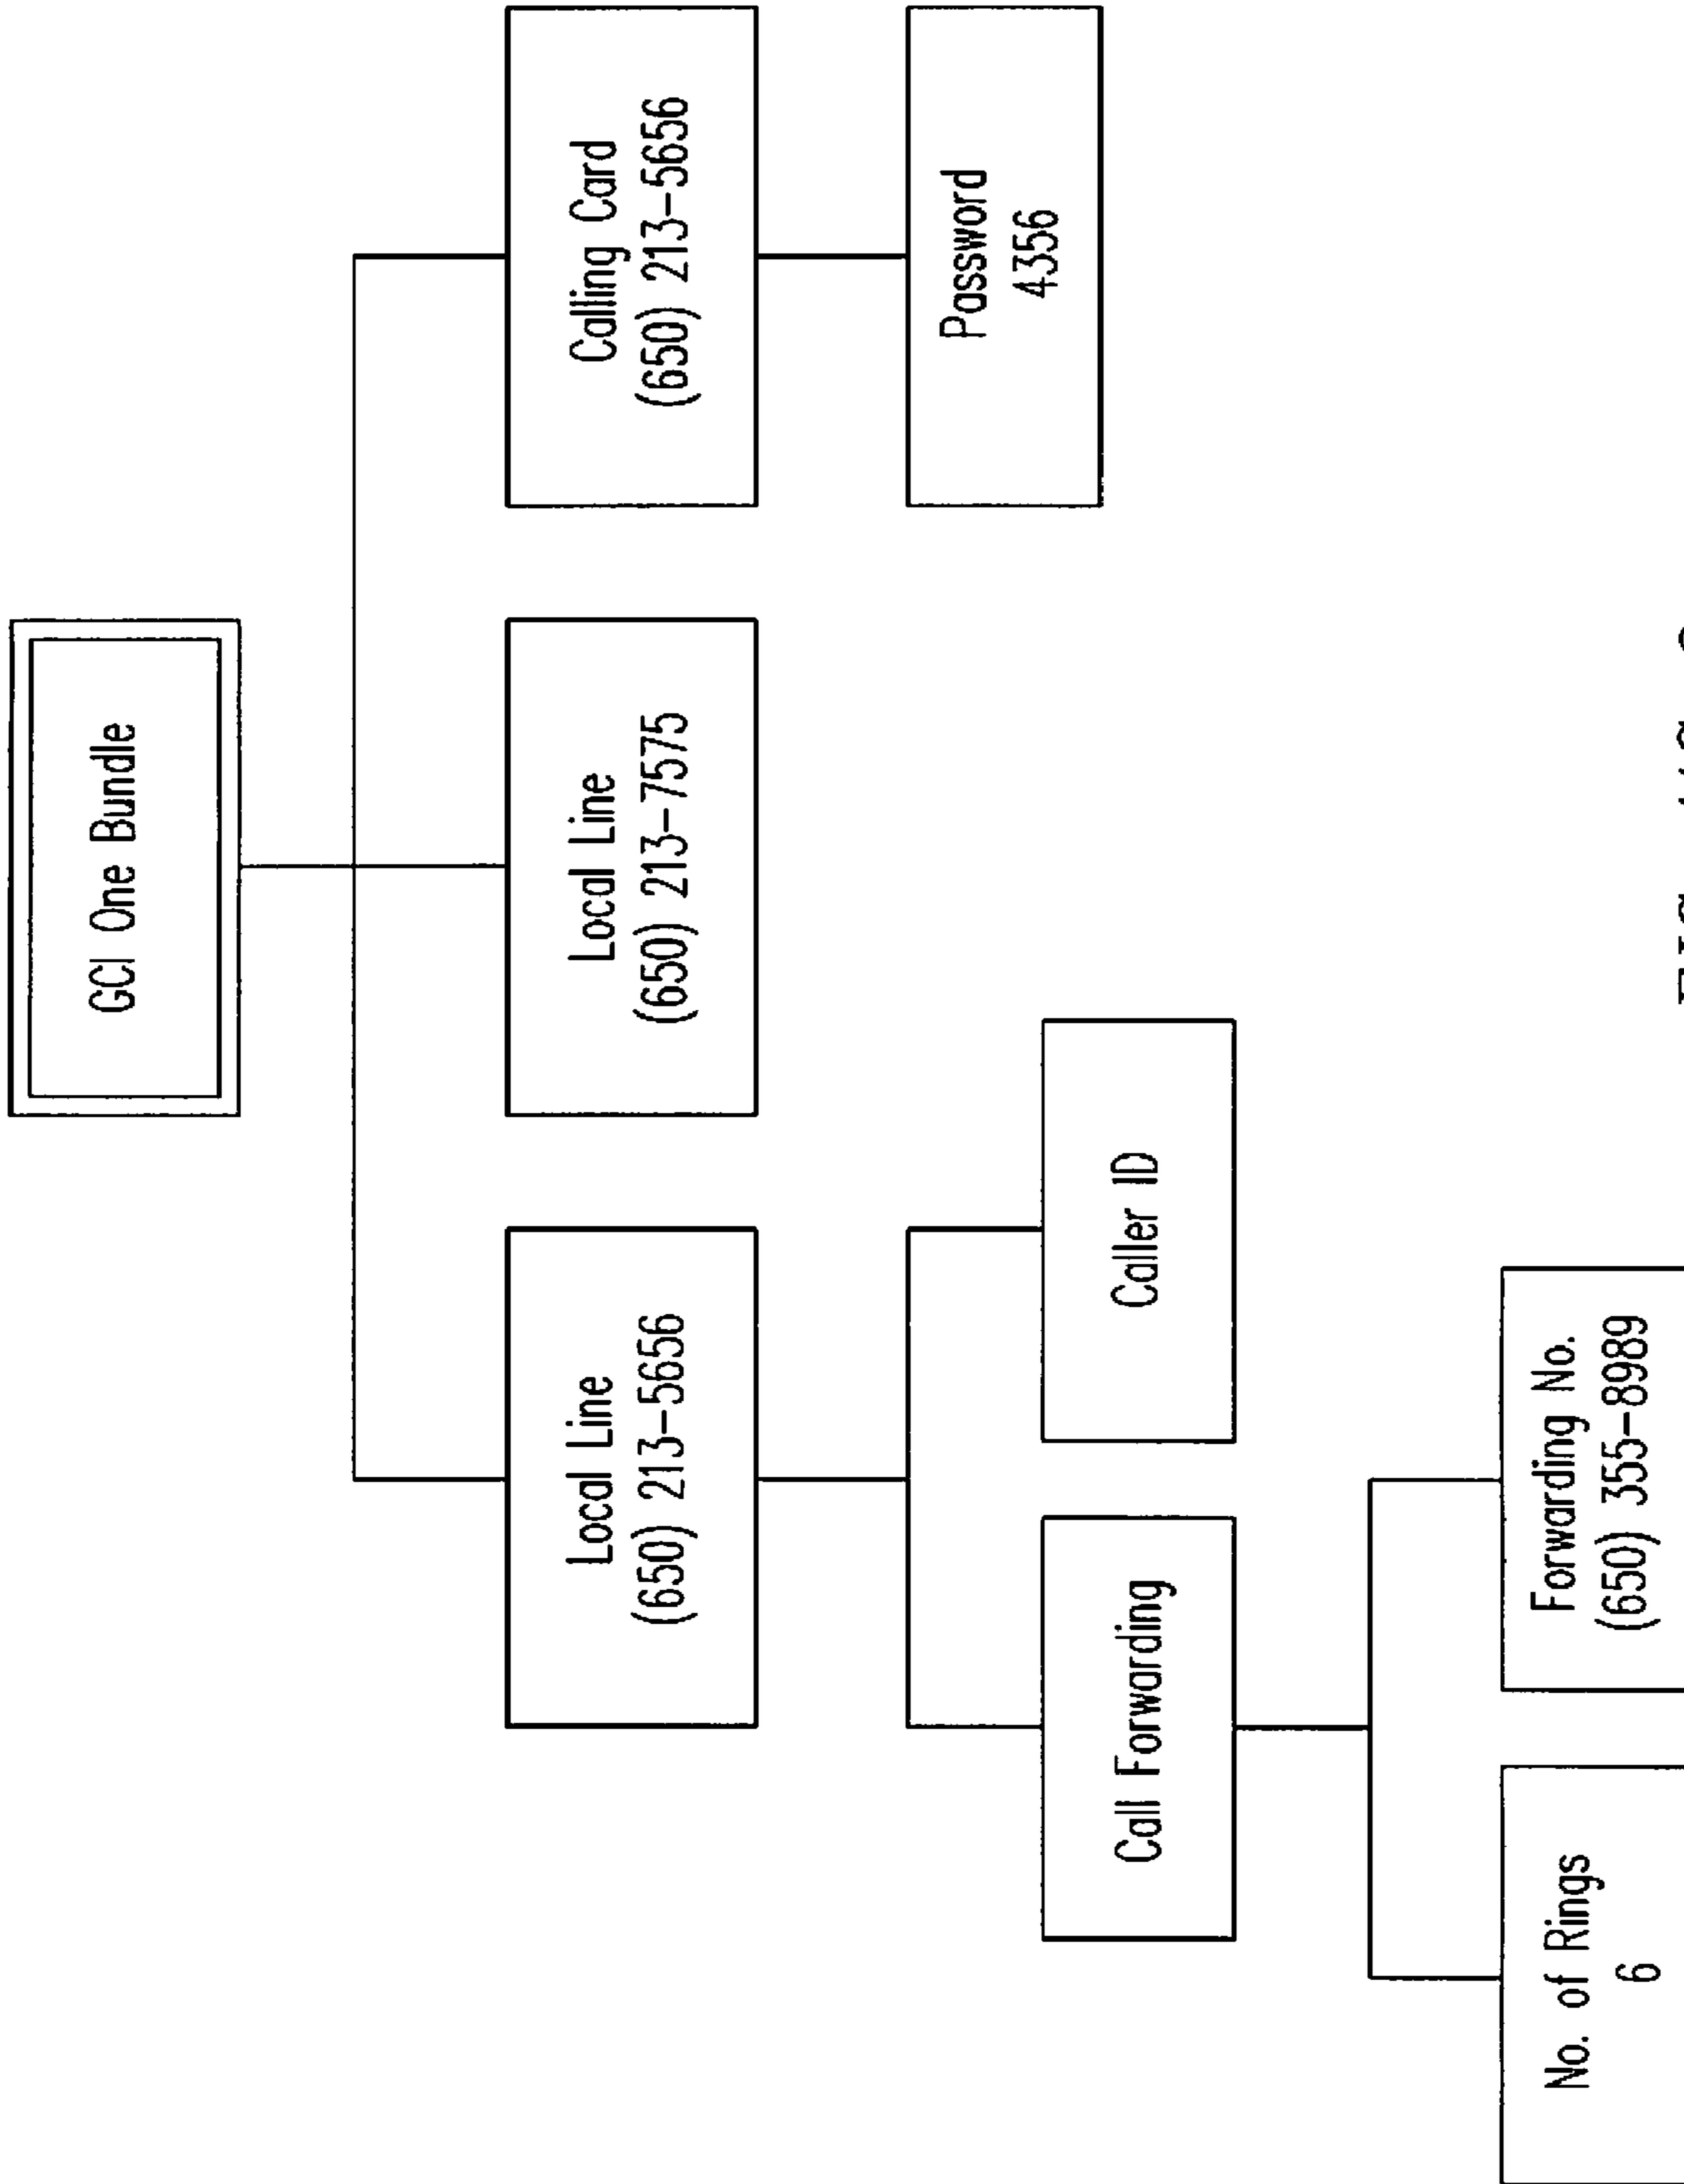 GCI One Bundle
Local Line
(650) 213-5656
Local Line
(650) 213-7575
Calling Card
(650) 213-5656
Password
4356
Call Forwarding
Caller ID
No. of Rings
6
Forwarding No.
(650) 355-8989